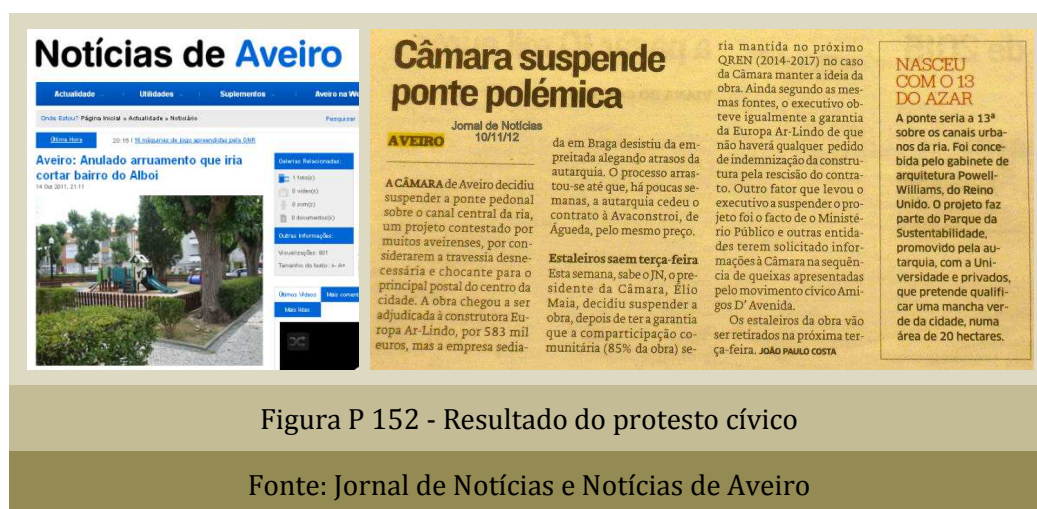 Notícias de Aveiro
Actualidade
Utilidades
Suplementos
Aveiro na We
Onde Estou? Página Inicial » Actualidade » Noticiário
Pesquisar
Última Hora
20:15 | 16 máquinas de jogo apreendidas pela GNR
Aveiro: Anulado arruamento que iria
cortar bairro do Alboi
14 Out 2011, 21:11
Galerias Relacionadas:
1 foto(s)
0 vídeo(s)
0 som(s)
0 documentos(s)
Outras Informações:
Visualizações: 801
Tamanho do texto: A- A+
Últimos Vídeos
Mais coment
Mais lidas
Câmara suspende
ponte polémica
Jornal de Notícias
10/11/12
AVEIRO
A CÂMARA de Aveiro decidiu
suspender a ponte pedonal
sobre o canal central da ria,
um projeto contestado por
muitos aveirenses, por con-
siderarem a travessia desne-
cessária e chocante para o
principal postal do centro da
cidade. A obra chegou a ser
adjudicada à construtora Eu-
ropa Ar-Lindo, por 583 mil
euros, mas a empresa sedia-
da em Braga desistiu da em-
preitada alegando atrasos da
autarquia. O processo arras-
tou-se até que, há poucas se-
manas, a autarquia cedeu o
contrato à Avaconstroi, de
Águeda, pelo mesmo preço.
Estaleiros saem terça-feira
Esta semana, sabe o JN, o pre-
sidente da Câmara, Élio
Maia, decidiu suspender a
obra, depois de ter a garantia
que a comparticipação co-
munitária (85% da obra) se-
ria mantida no próximo
QREN (2014-2017) no caso
da Câmara manter a ideia da
obra. Ainda segundo as mes-
mas fontes, o executivo ob-
teve igualmente a garantia
da Europa Ar-Lindo de que
não haverá qualquer pedido
de indemnização da constru-
tura pela rescisão do contra-
to. Outro fator que levou o
executivo a suspender o pro-
jeto foi o facto de o Ministé-
rio Público e outras entida-
des terem solicitado infor-
mações à Câmara na sequên-
cia de queixas apresentadas
pelo movimento cívico Ami-
gos D’ Avenida.
Os estaleiros da obra vão
ser retirados na próxima ter-
ça-feira. JOÃO PAULO COSTA
NASCEU
COM O 13
DO AZAR
A ponte seria a 13ª
sobre os canais urba-
nos da ria. Foi conce-
bida pelo gabinete de
arquitetura Powell-
Williams, do Reino
Unido. O projeto faz
parte do Parque da
Sustentabilidade,
promovido pela au-
tarquia, com a Uni-
versidade e privados,
que pretende qualifi-
car uma mancha ver-
de da cidade, numa
área de 20 hectares.
Figura P 152 - Resultado do protesto cívico
Fonte: Jornal de Notícias e Notícias de Aveiro